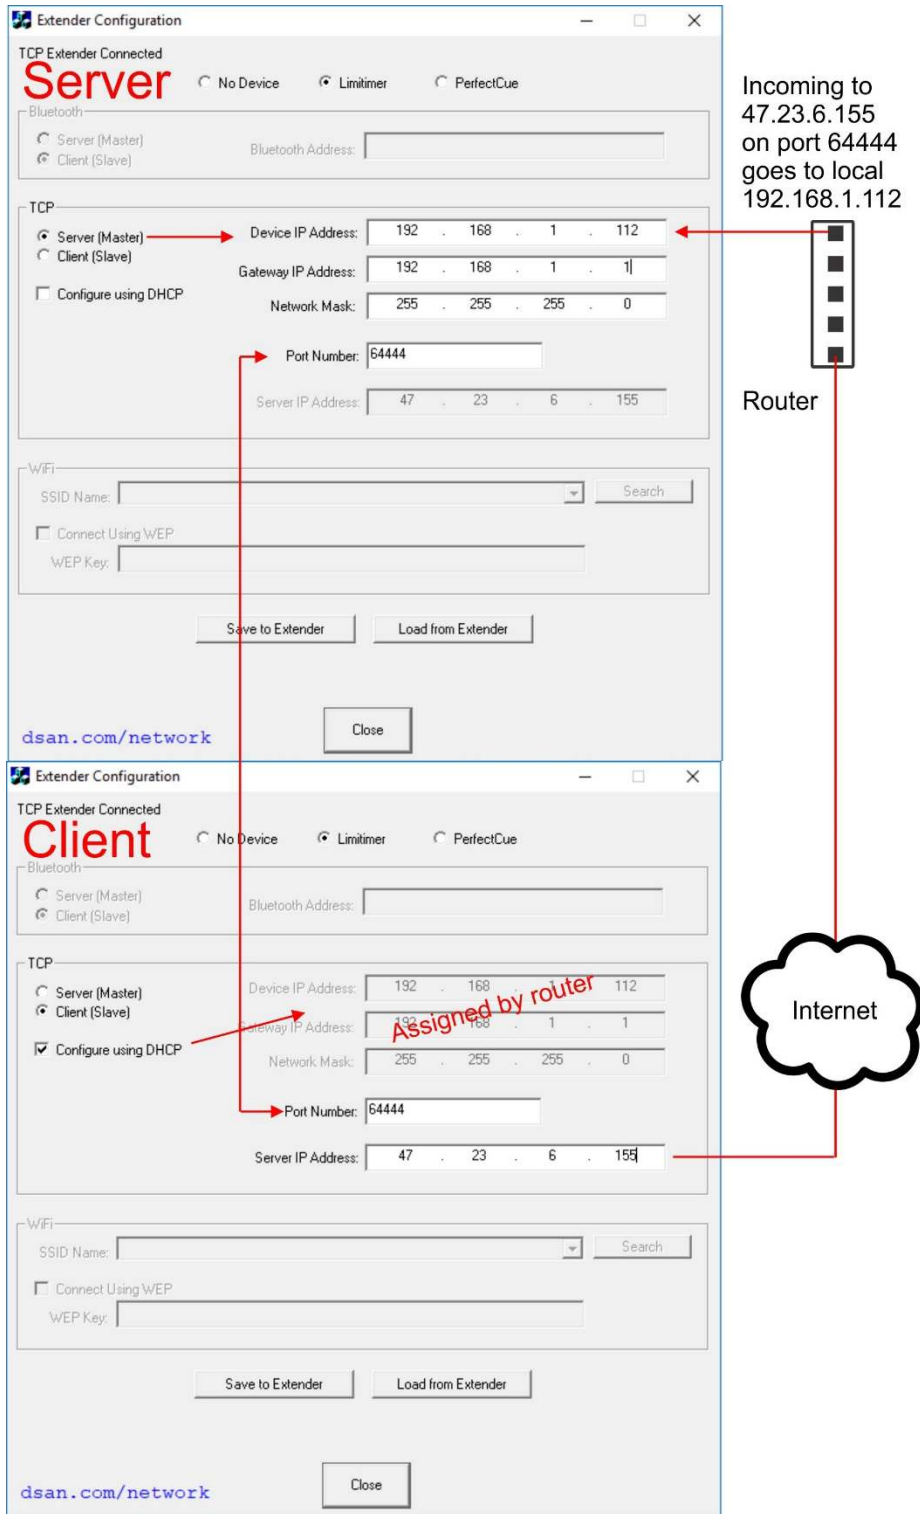 Extender Configuration
TCP Extender Connected
Server
No Device Limitimer PerfectCue
Bluetooth
Server (Master)
Client (Slave)
Bluetooth Address:
TCP
Server (Master)
Client (Slave)
Configure using DHCP
Device IP Address: 192 . 168 . 1 . 112
Gateway IP Address: 192 . 168 . 1 . 1
Network Mask: 255 . 255 . 255 . 0
Port Number: 64444
Server IP Address: 47 . 23 . 6 . 155
WiFi
SSID Name: Search
Connect Using WEP
WEP Key:
Save to Extender Load from Extender
Close
dsan.com/network
Incoming to
47.23.6.155
on port 64444
goes to local
192.168.1.112
Router
Extender Configuration
TCP Extender Connected
Client
No Device Limitimer PerfectCue
Bluetooth
Server (Master)
Client (Slave)
Bluetooth Address:
TCP
Server (Master)
Client (Slave)
Configure using DHCP
Device IP Address: 192 . 168 . 1 . 112
Gateway IP Address: 192 . 168 . 1 . 1
Assigned by router
Network Mask: 255 . 255 . 255 . 0
Port Number: 64444
Server IP Address: 47 . 23 . 6 . 155
Internet
WiFi
SSID Name: Search
Connect Using WEP
WEP Key:
Save to Extender Load from Extender
Close
dsan.com/network